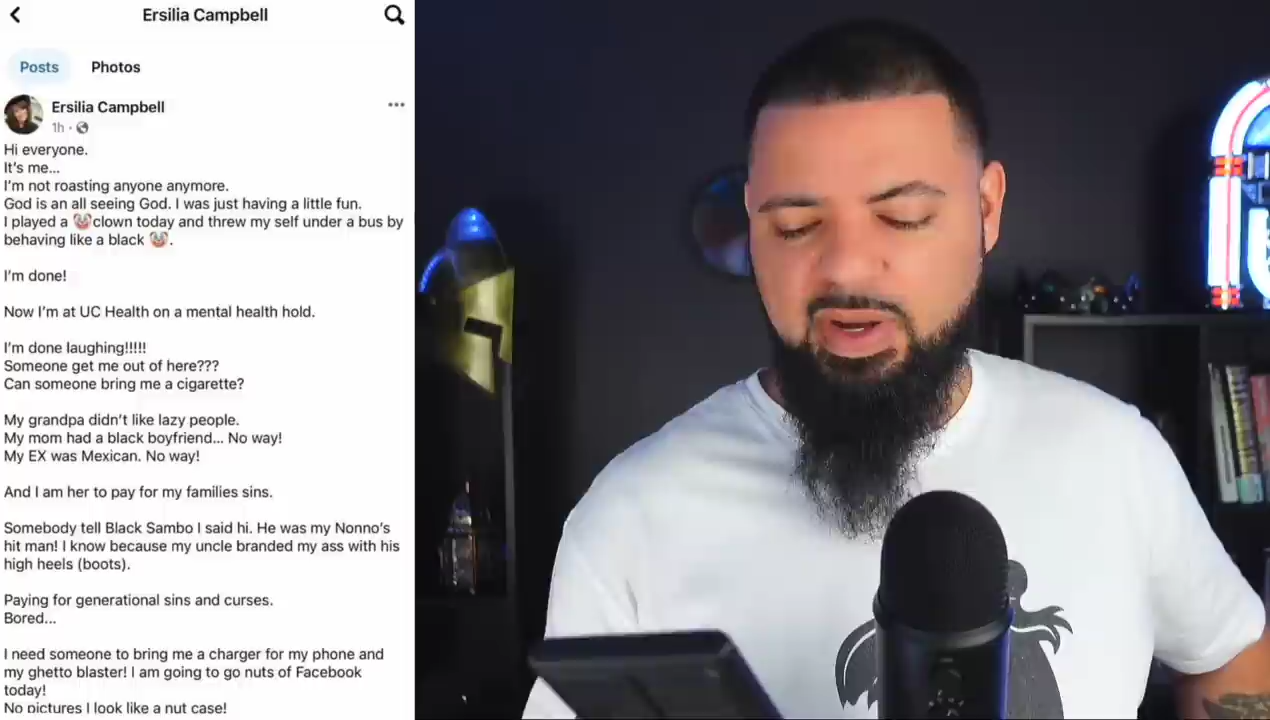 Ersilia Campbell
Posts Photos
Ersilia Campbell
1h
Hi everyone.
It's me...
I'm not roasting anyone anymore.
God is an all seeing God. I was just having a little fun.
I played a 🤡clown today and threw my self under a bus by
behaving like a black 🤡.
I'm done!
Now I'm at UC Health on a mental health hold.
I'm done laughing!!!!!
Someone get me out of here???
Can someone bring me a cigarette?
My grandpa didn't like lazy people.
My mom had a black boyfriend... No way!
My EX was Mexican. No way!
And I am her to pay for my families sins.
Somebody tell Black Sambo I said hi. He was my Nonno's
hit man! I know because my uncle branded my ass with his
high heels (boots).
Paying for generational sins and curses.
Bored...
I need someone to bring me a charger for my phone and
my ghetto blaster! I am going to go nuts of Facebook
today!
No pictures I look like a nut case!